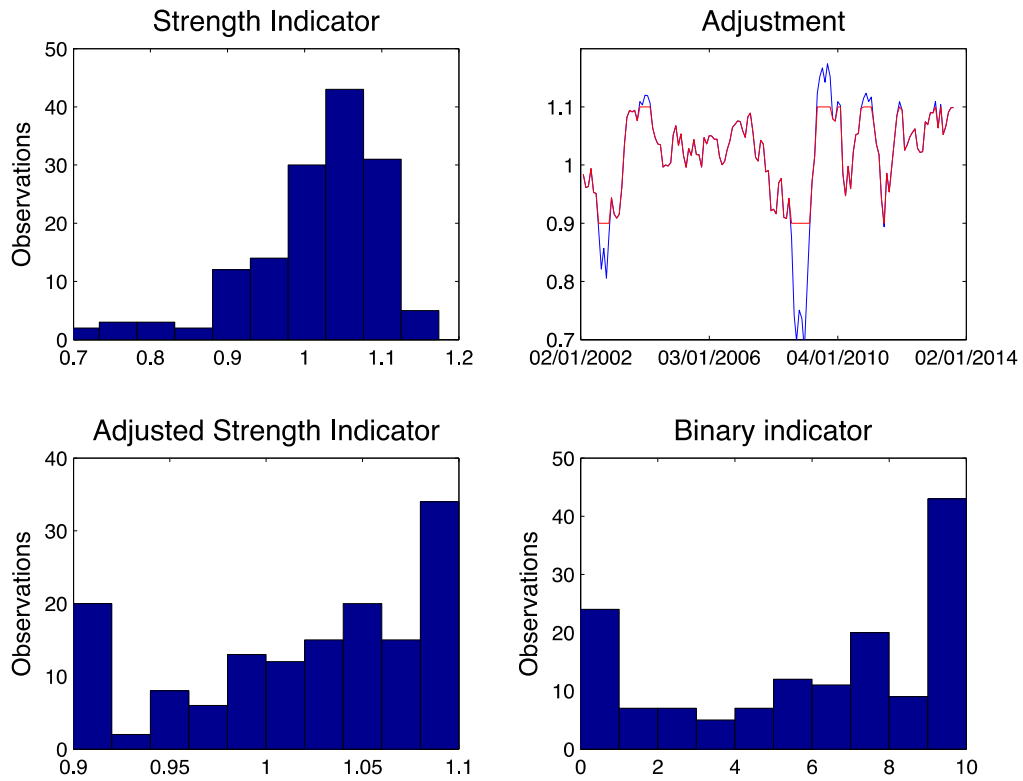 Strength Indicator
Observations
50
40
30
20
10
0
0.7 0.8 0.9 1 1.1 1.2
Adjustment
1.1
1
0.9
0.8
0.7
02/01/2002 03/01/2006 04/01/2010 02/01/2014
Adjusted Strength Indicator
Observations
40
30
20
10
0
0.9 0.95 1 1.05 1.1
Binary indicator
Observations
50
40
30
20
10
0
0 2 4 6 8 10